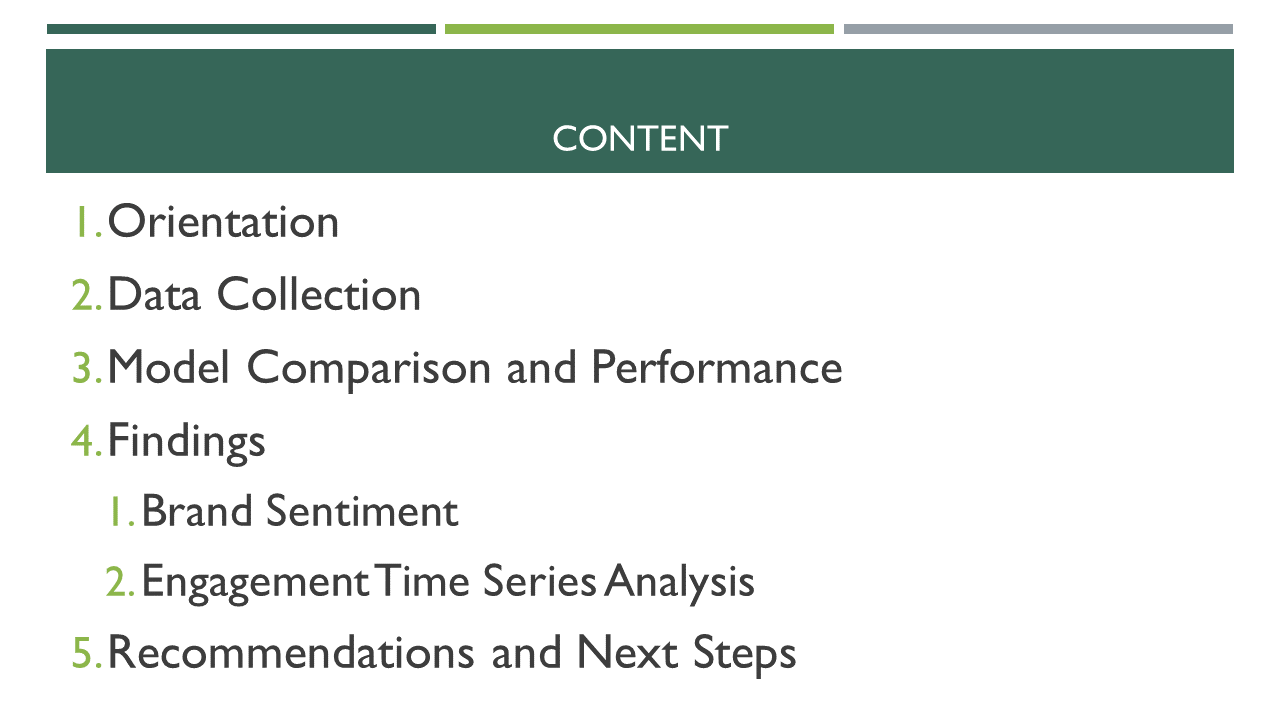 CONTENT
1. Orientation
2. Data Collection
3. Model Comparison and Performance
4. Findings
1. Brand Sentiment
2. Engagement Time Series Analysis
5. Recommendations and Next Steps